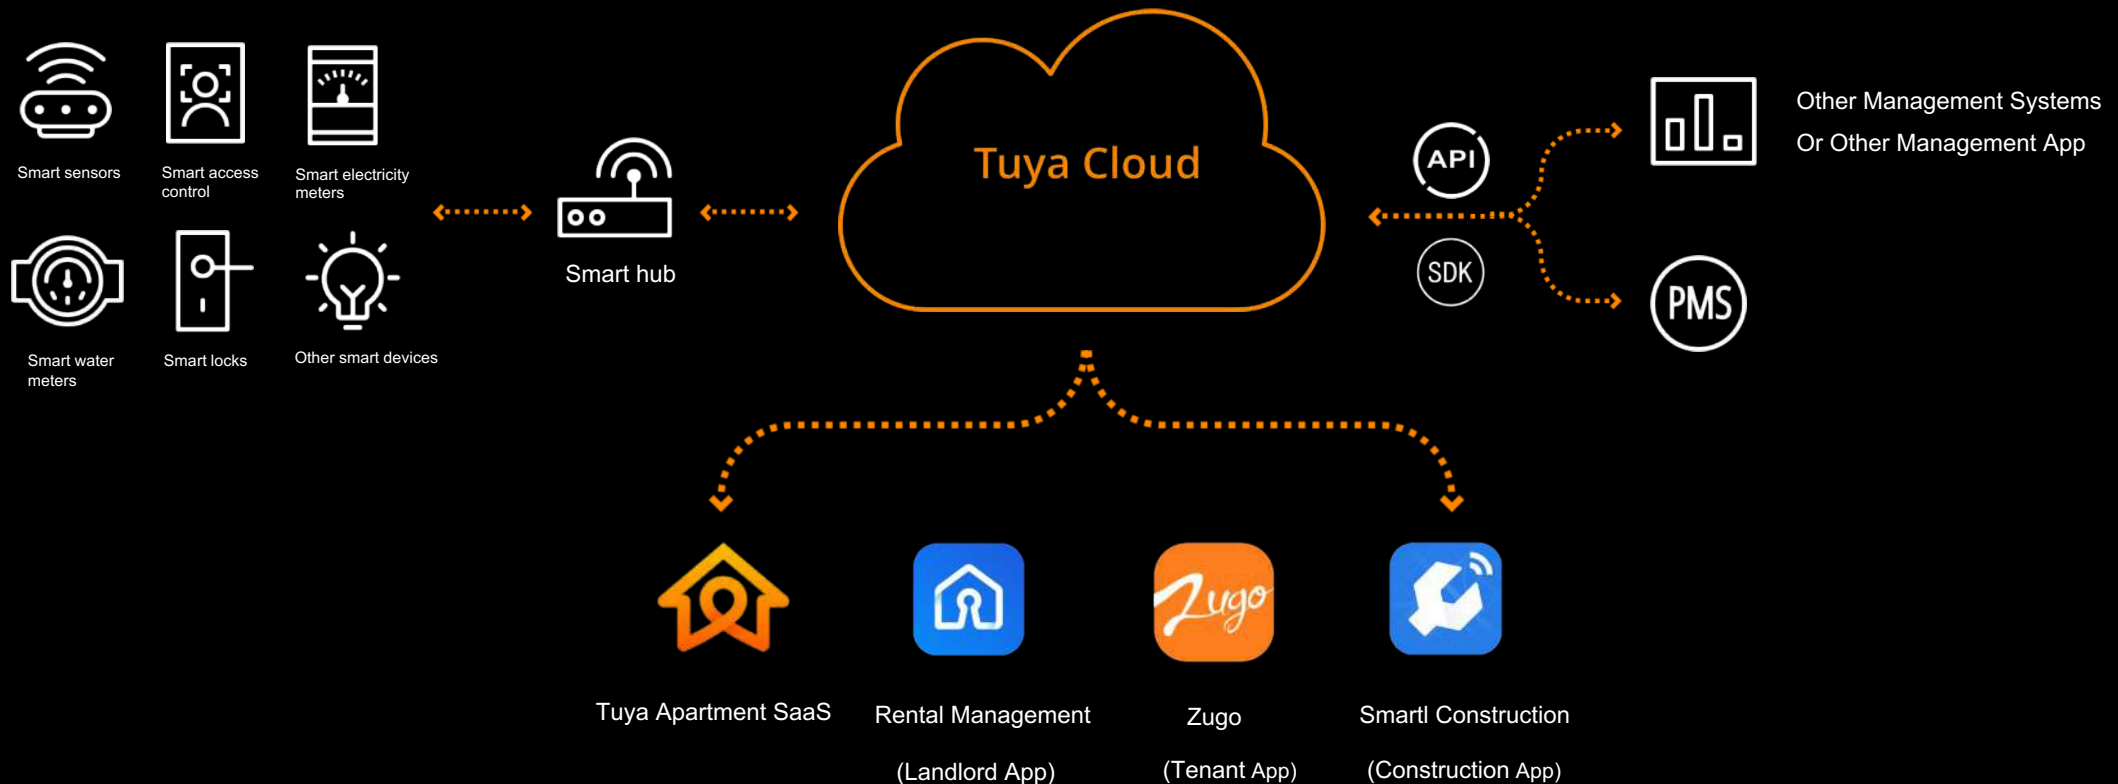 Smart sensors
Smart access
control
Smart electricity
meters
Smart water
meters
Smart locks
Other smart devices
Smart hub
Tuya Cloud
API
SDK
Other Management Systems
Or Other Management App
PMS
Zugo
Tuya Apartment SaaS
Rental Management
(Landlord App)
Zugo
(Tenant App)
Smartl Construction
(Construction App)